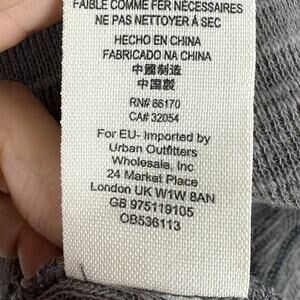 FAIBLE COMME FER NÉCESSAIRES
NE PAS NETTOYER À SEC
HECHO EN CHINA
FABRICADO NA CHINA
中國制造
中国製
RN# 66170
CA# 32054
For EU- Imported by
Urban Outfitters
Wholesale, Inc
24 Market Place
London UK W1W 8AN
GB 975119105
OB536113